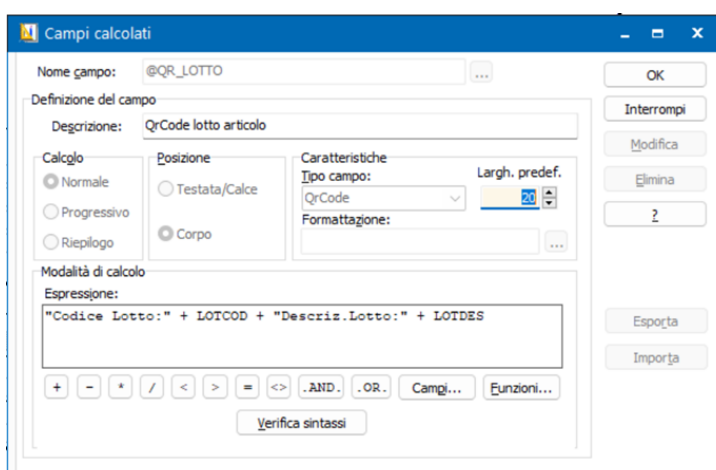 Campi calcolati
Nome campo: @QR_LOTTO ...
OK
Definizione del campo
Interrompi
Descrizione: QrCode lotto articolo
Modifica
Calcolo
Posizione
Caratteristiche
Normale
Testata/Calce
Tipo campo:
Largh. predef.
Elimina
QrCode
20
Progressivo
Formattazione:
?
Riepilogo
Corpo
...
Modalità di calcolo
Espressione:
"Codice Lotto:" + LOTCOD + "Descriz.Lotto:" + LOTDES
Esporta
Importa
+ - * / < > = <> .AND. .OR. Campi... Funzioni...
Verifica sintassi